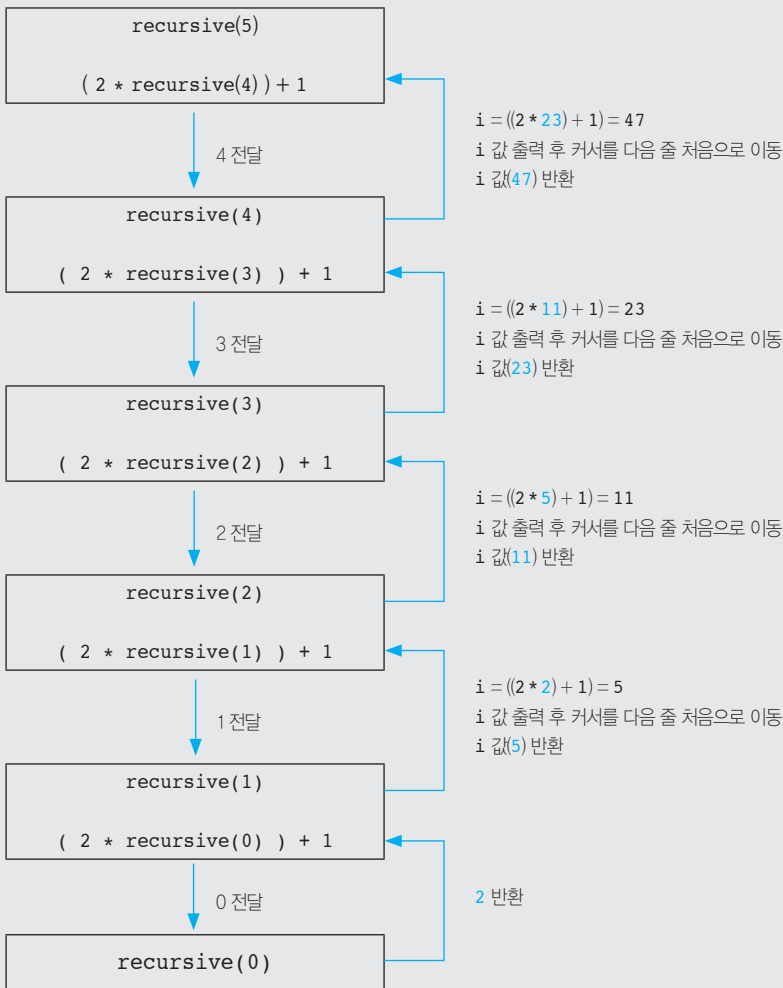 recursive(5)
( 2 * recursive(4) ) + 1
i = ((2 * 23) + 1) = 47
i 값 출력 후 커서를 다음 줄 처음으로 이동
i 값(47) 반환
4 전달
recursive(4)
( 2 * recursive(3) ) + 1
i = ((2 * 11) + 1) = 23
i 값 출력 후 커서를 다음 줄 처음으로 이동
i 값(23) 반환
3 전달
recursive(3)
( 2 * recursive(2) ) + 1
i = ((2 * 5) + 1) = 11
i 값 출력 후 커서를 다음 줄 처음으로 이동
i 값(11) 반환
2 전달
recursive(2)
( 2 * recursive(1) ) + 1
i = ((2 * 2) + 1) = 5
i 값 출력 후 커서를 다음 줄 처음으로 이동
i 값(5) 반환
1 전달
recursive(1)
( 2 * recursive(0) ) + 1
2 반환
0 전달
recursive(0)